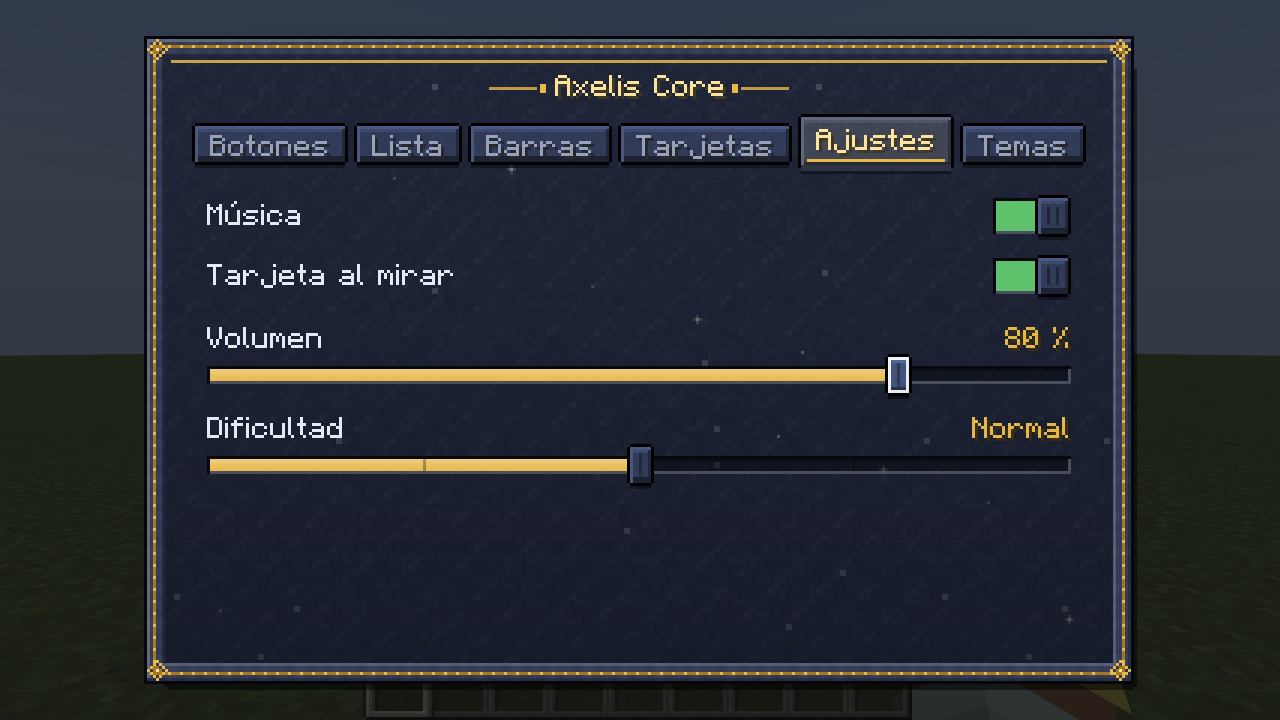 Axelis Core
Botones Lista Barras Tarjetas Ajustes Temas
Música
Tarjeta al mirar
Volumen 80 %
Dificultad Normal